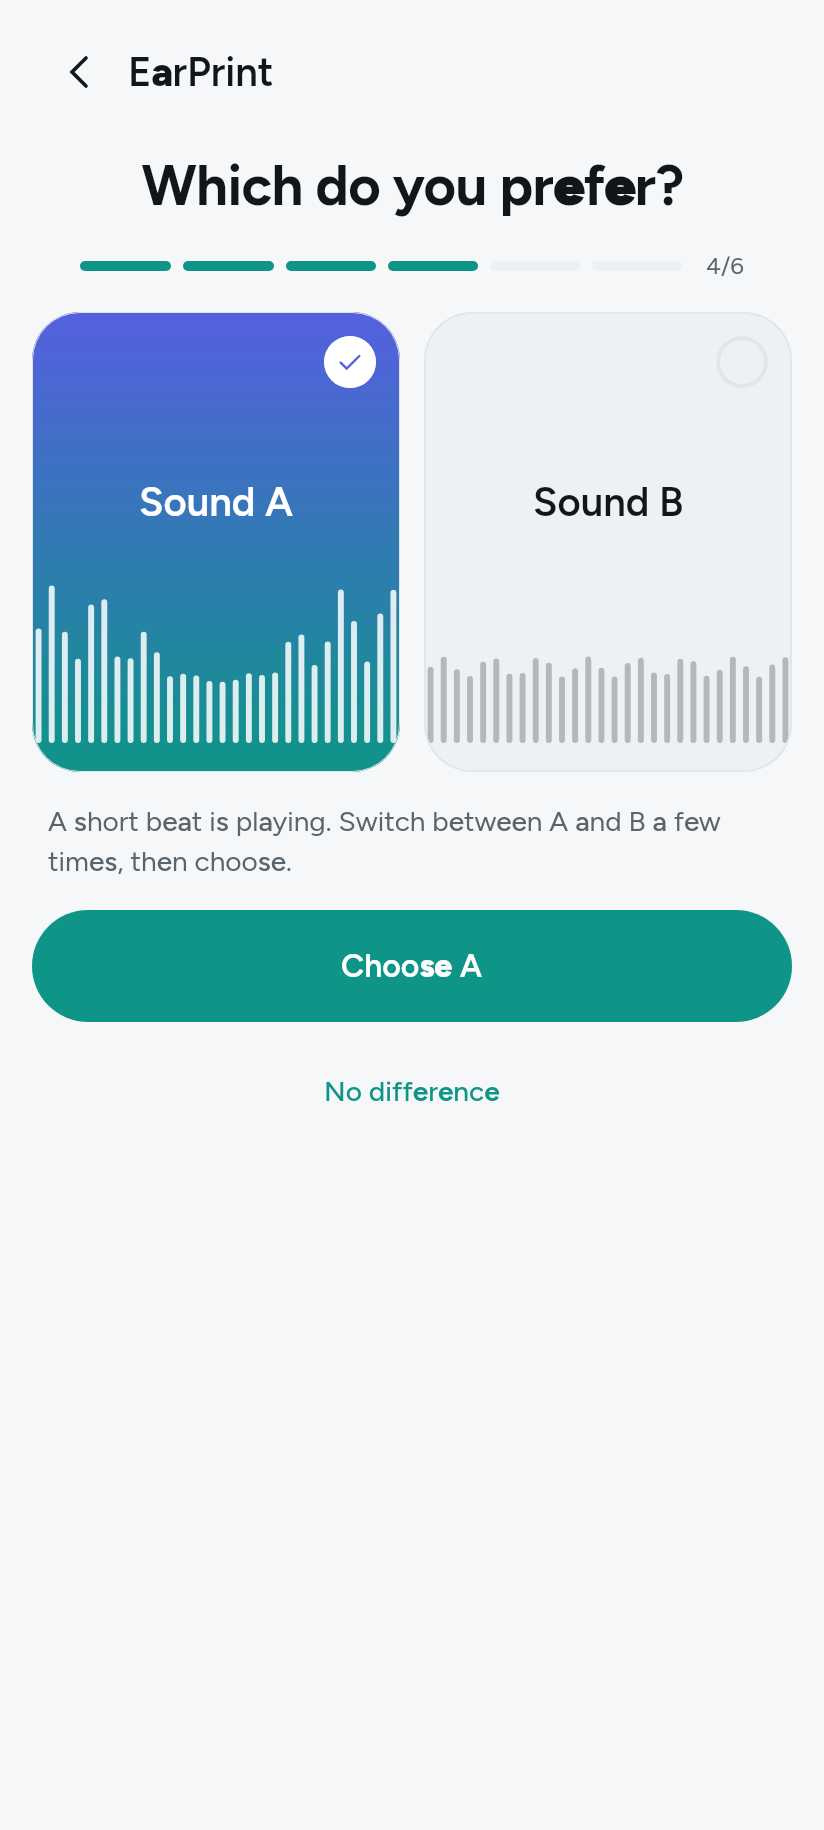 EarPrint
Which do you prefer?
4/6
Sound A
Sound B
A short beat is playing. Switch between A and B a few
times, then choose.
Choose A
No difference